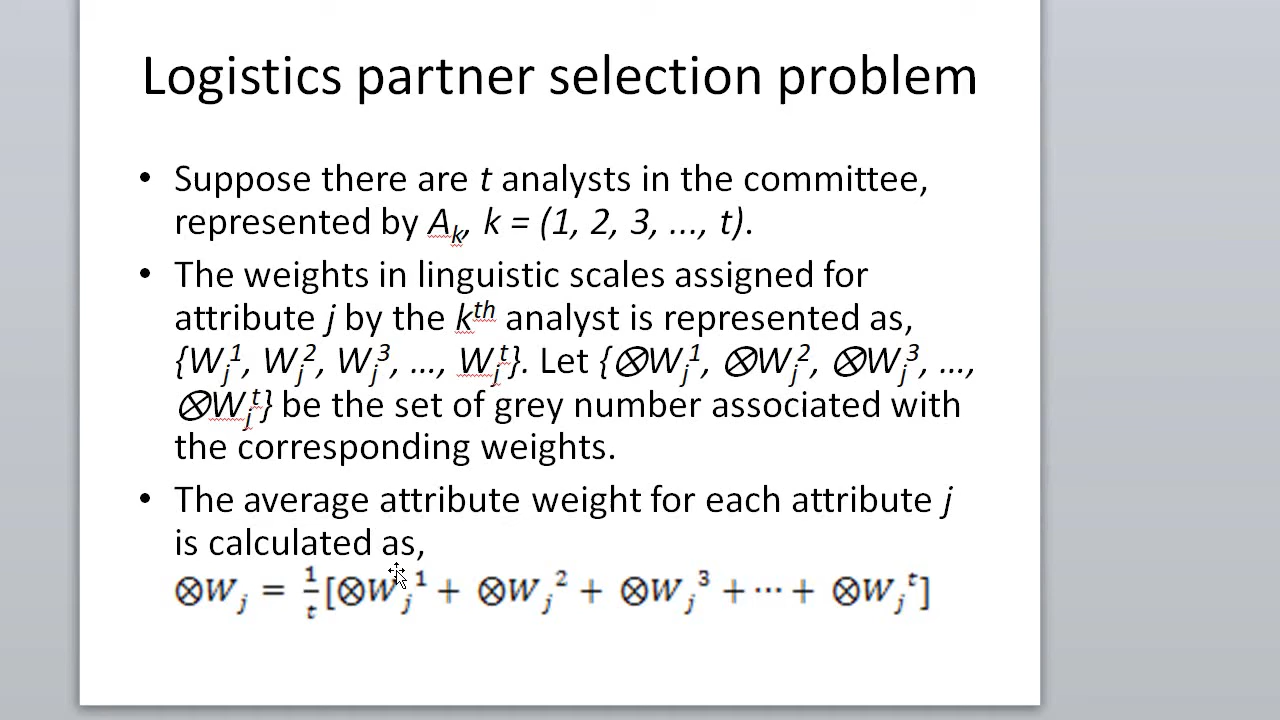 Logistics partner selection problem
• Suppose there are t analysts in the committee,
represented by Aₖ, k = (1, 2, 3, ..., t).
• The weights in linguistic scales assigned for
attribute j by the kᵗʰ analyst is represented as,
{Wⱼ¹, Wⱼ², Wⱼ³, ..., Wⱼᵗ}. Let {⊗Wⱼ¹, ⊗Wⱼ², ⊗Wⱼ³, ...,
⊗Wⱼᵗ} be the set of grey number associated with
the corresponding weights.
• The average attribute weight for each attribute j
is calculated as,
⊗Wⱼ = 1/t [⊗Wⱼ¹ + ⊗Wⱼ² + ⊗Wⱼ³ + ⋯ + ⊗Wⱼᵗ]